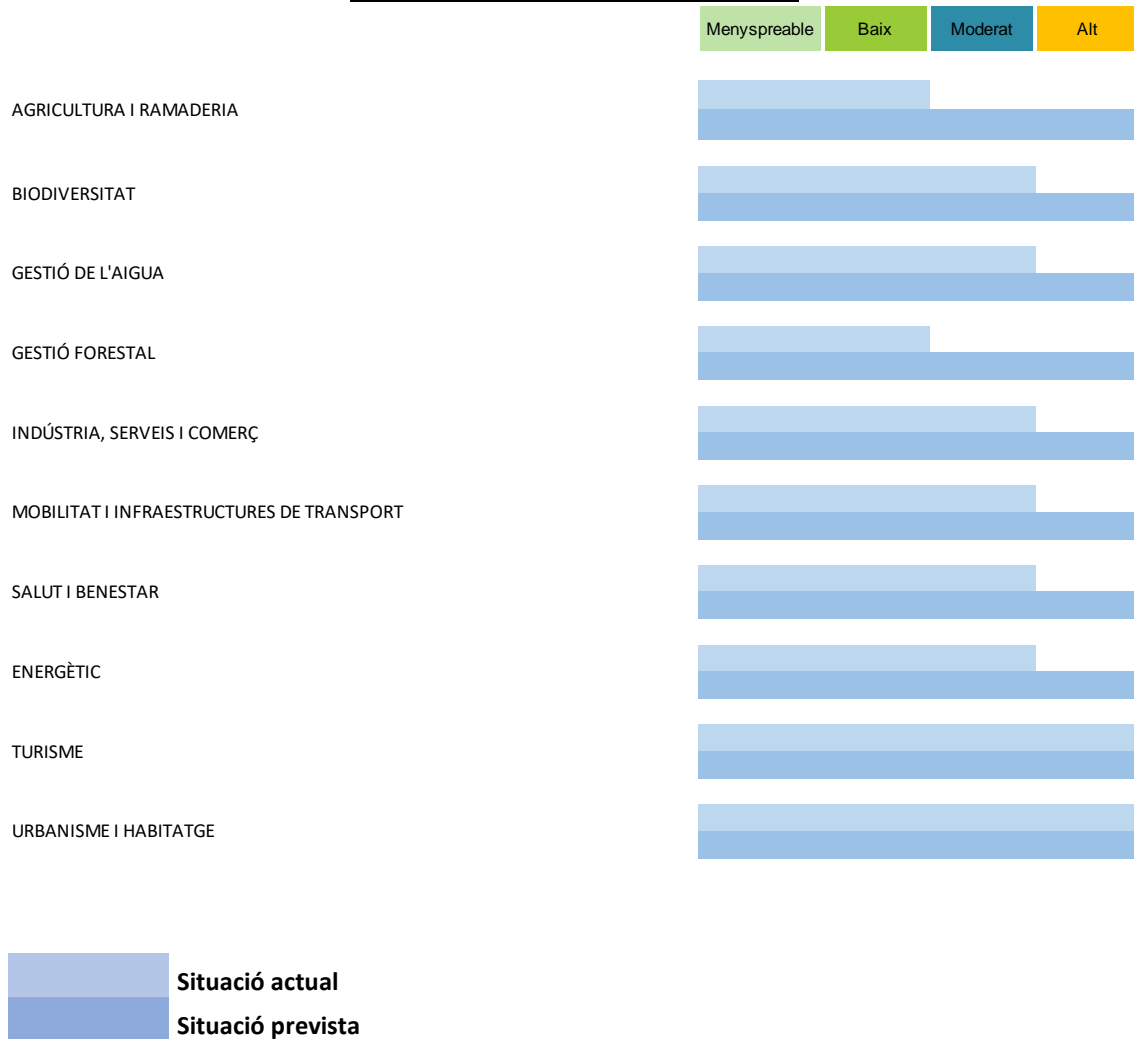 Menyspreable Baix Moderat Alt
AGRICULTURA I RAMADERIA
BIODIVERSITAT
GESTIÓ DE L'AIGUA
GESTIÓ FORESTAL
INDÚSTRIA, SERVEIS I COMERÇ
MOBILITAT I INFRAESTRUCTURES DE TRANSPORT
SALUT I BENESTAR
ENERGÈTIC
TURISME
URBANISME I HABITATGE
Situació actual
Situació prevista